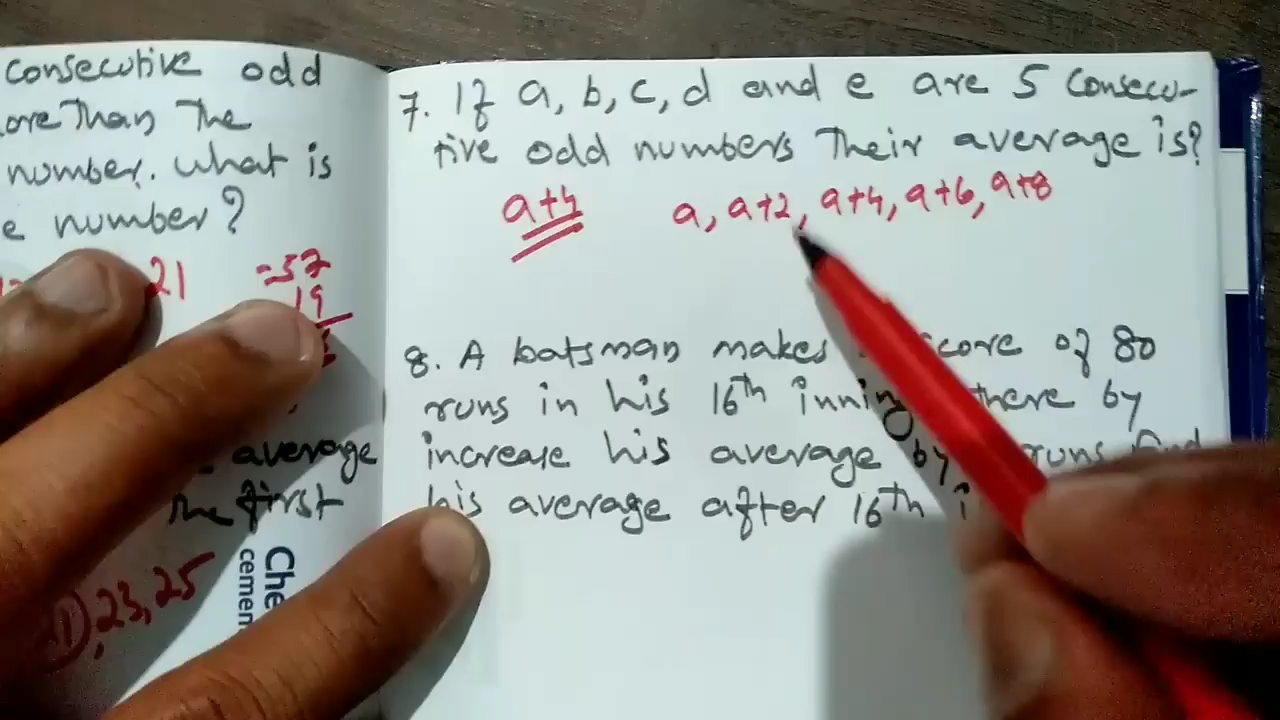 consecutive odd
ore than the
number. what is
e number?
21
=57
19
average
the first
23, 25
Che
cemen
7. If a, b, c, d and e are 5 consecu-
tive odd numbers Their average is?
a+4
a, a+2, a+4, a+6, a+8
8. A batsman makes score of 80
runs in his 16th inning there by
increase his average by runs
his average after 16th